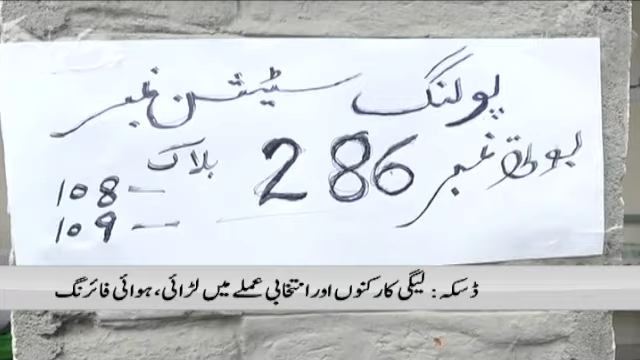 پولنگ سٹیشن نمبر
بوتھ نمبر 286 بلاک
108 —
109 —
ڈسکہ: لیگی کارکنوں اور انتخابی عملے میں لڑائی، ہوائی فائرنگ